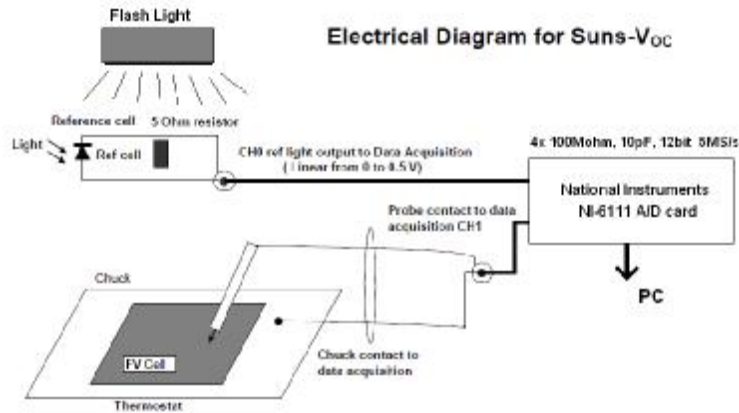 Flash Light
Electrical Diagram for Suns-VOC
Reference cell 5 Ohm resistor
Light
Ref cell
CH0 ref light output to Data Acquisition
(Linear from 0 to 0.5 V)
4x 100Mohm, 10pF, 12bit 5MS/s
National Instruments
NI-6111 A/D card
Probe contact to data
acquisition CH1
PC
Chuck
PV Cell
Chuck contact to
data acquisition
Thermostat